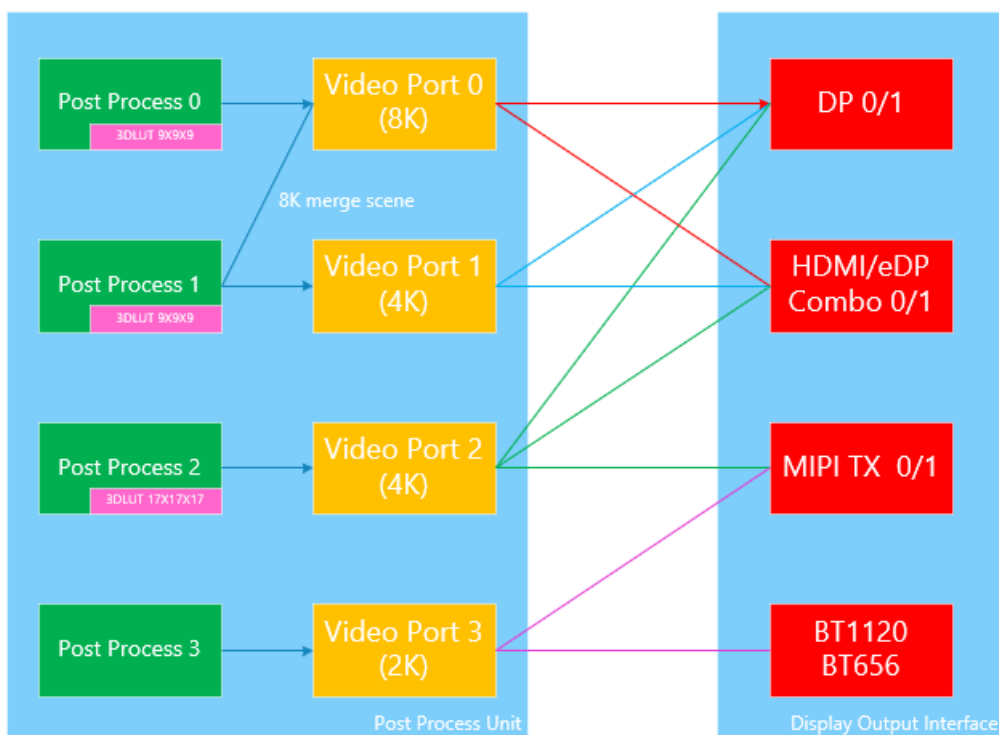 Post Process 0
3DLUT 9X9X9
Video Port 0
(8K)
DP 0/1
8K merge scene
Post Process 1
3DLUT 9X9X9
Video Port 1
(4K)
HDMI/eDP
Combo 0/1
Post Process 2
3DLUT 17X17X17
Video Port 2
(4K)
MIPI TX 0/1
Post Process 3
Video Port 3
(2K)
BT1120
BT656
Post Process Unit
Display Output Interface